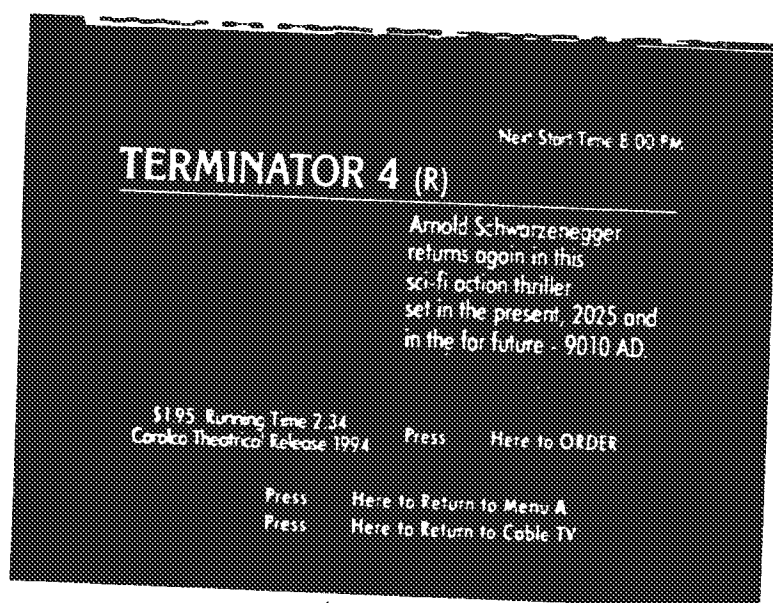 Next Start Time 8:00 PM
TERMINATOR 4 (R)
Arnold Schwarzenegger
returns again in this
sci-fi action thriller
set in the present, 2025 and
in the far future - 9010 AD.
$1.95, Running Time 2:34
Carolco Theatrical Release 1994
Press Here to ORDER
Press Here to Return to Menu A
Press Here to Return to Cable TV